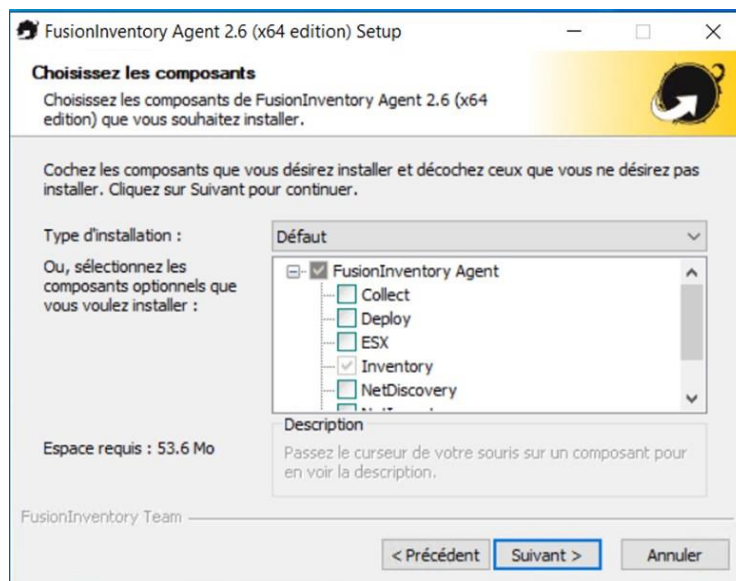 FusionInventory Agent 2.6 (x64 edition) Setup
Choisissez les composants
Choisissez les composants de FusionInventory Agent 2.6 (x64
edition) que vous souhaitez installer.
Cochez les composants que vous désirez installer et décochez ceux que vous ne désirez pas
installer. Cliquez sur Suivant pour continuer.
Type d'installation :
Défaut
Ou, sélectionnez les
composants optionnels que
vous voulez installer :
FusionInventory Agent
Collect
Deploy
ESX
Inventory
NetDiscovery
Espace requis : 53.6 Mo
Description
Passez le curseur de votre souris sur un composant pour
en voir la description.
FusionInventory Team
< Précédent
Suivant >
Annuler